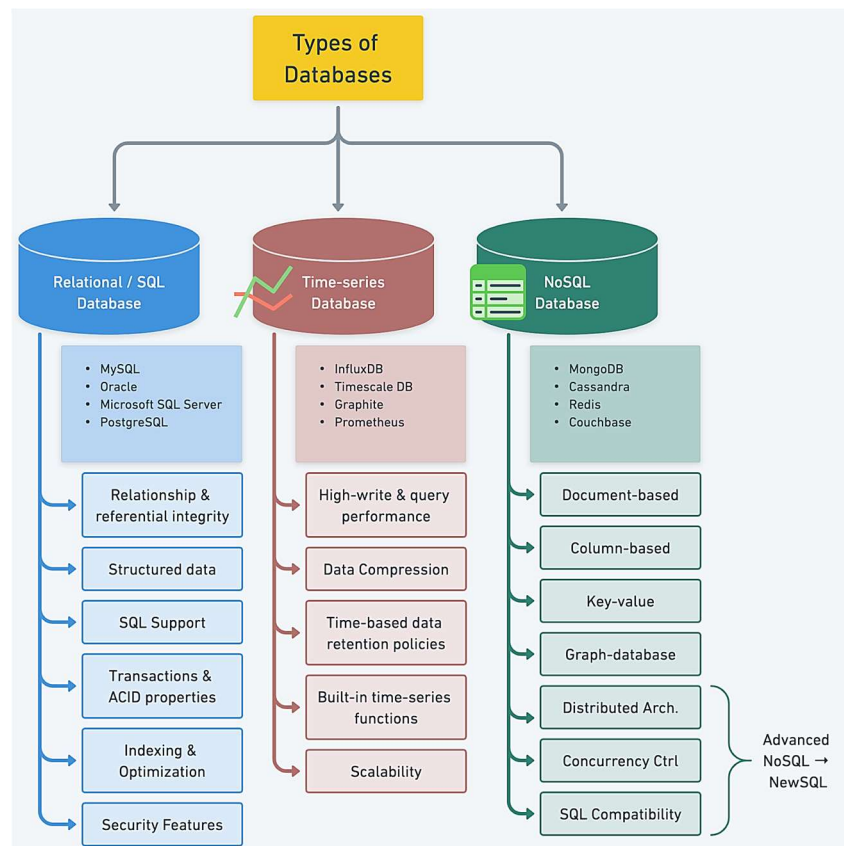 Types of
Databases
Relational / SQL
Database
• MySQL
• Oracle
• Microsoft SQL Server
• PostgreSQL
Relationship &
referential integrity
Structured data
SQL Support
Transactions &
ACID properties
Indexing &
Optimization
Security Features
Time-series
Database
• InfluxDB
• Timescale DB
• Graphite
• Prometheus
High-write & query
performance
Data Compression
Time-based data
retention policies
Built-in time-series
functions
Scalability
NoSQL
Database
• MongoDB
• Cassandra
• Redis
• Couchbase
Document-based
Column-based
Key-value
Graph-database
Distributed Arch.
Concurrency Ctrl
SQL Compatibility
Advanced
NoSQL →
NewSQL